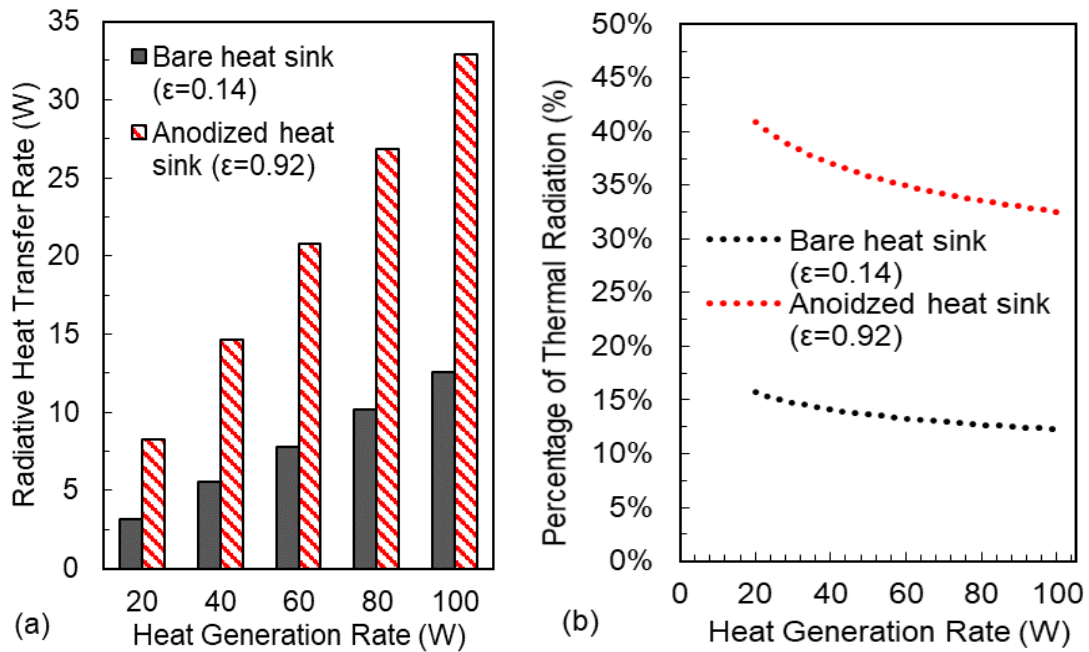 Radiative Heat Transfer Rate (W)
35
30
25
20
15
10
5
0
Bare heat sink
(ε=0.14)
Anodized heat
sink (ε=0.92)
20 40 60 80 100
Heat Generation Rate (W)
(a)
Percentage of Thermal Radiation (%)
50%
45%
40%
35%
30%
25%
20%
15%
10%
5%
0%
Bare heat sink
(ε=0.14)
Anoidzed heat sink
(ε=0.92)
0 20 40 60 80 100
Heat Generation Rate (W)
(b)